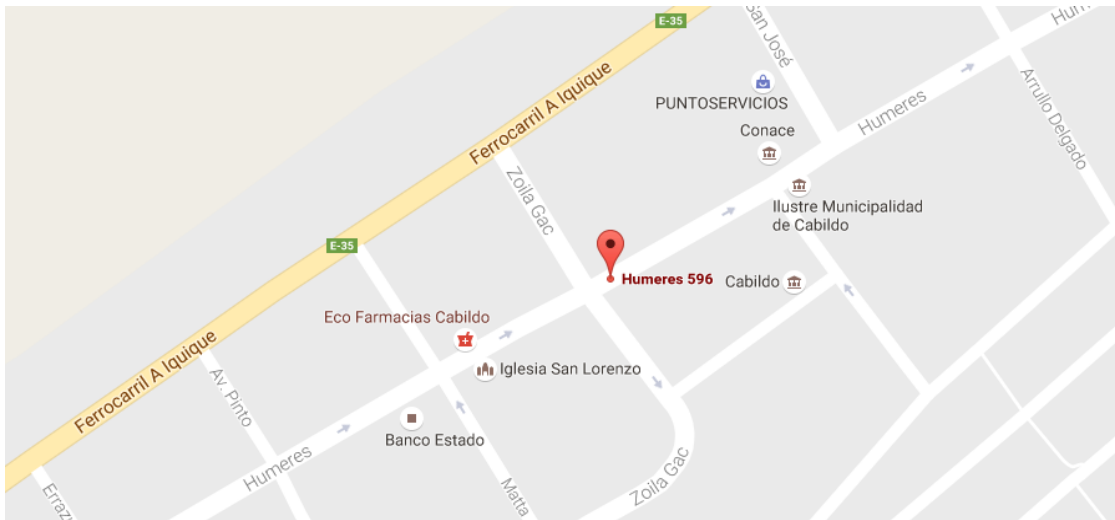 E-35
Hum
San José
Ferrocarril A Iquique
PUNTOSERVICIOS
Humeres
Arrullo Delgado
Conace
Zoila Gac
Ilustre Municipalidad
de Cabildo
E-35
Humeres 596
Cabildo
Eco Farmacias Cabildo
Ferrocarril A Iquique
Iglesia San Lorenzo
Av. Pinto
Banco Estado
Humeres
Zoila Gac
Matta
Errazu